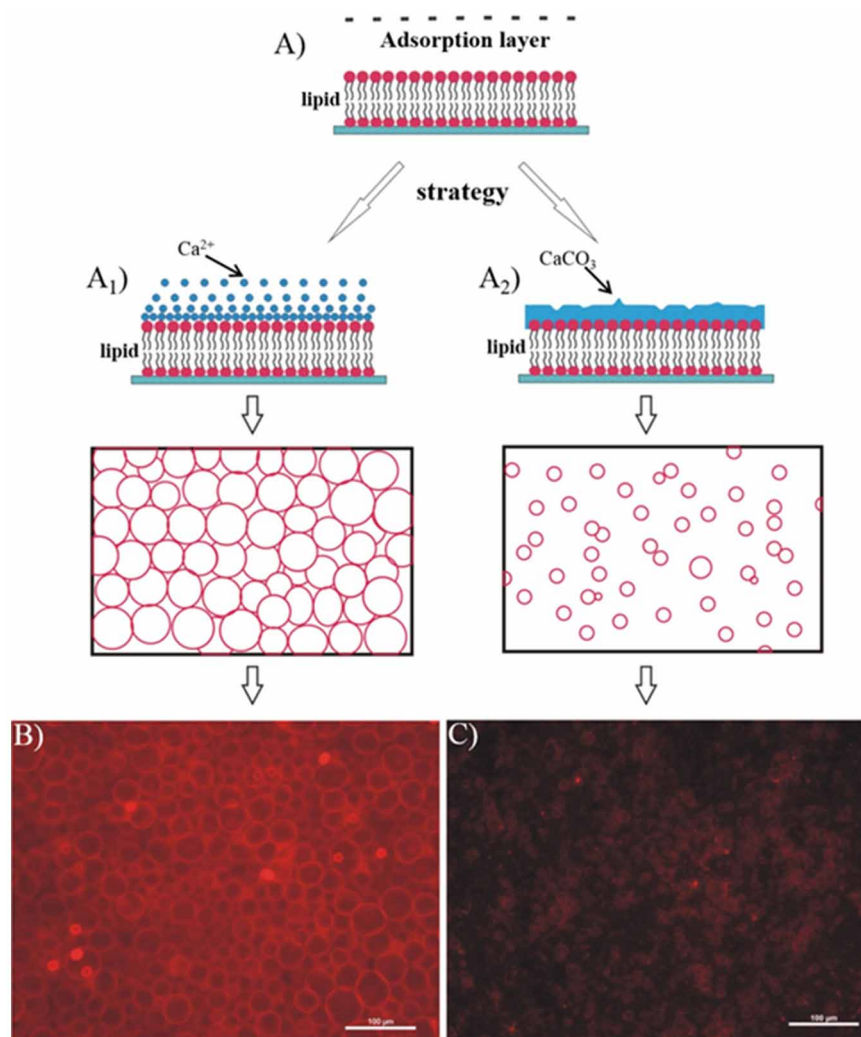 A)
Adsorption layer
lipid
strategy
Ca²⁺
A₁)
lipid
CaCO₃
A₂)
lipid
B)
100 µm
C)
100 µm